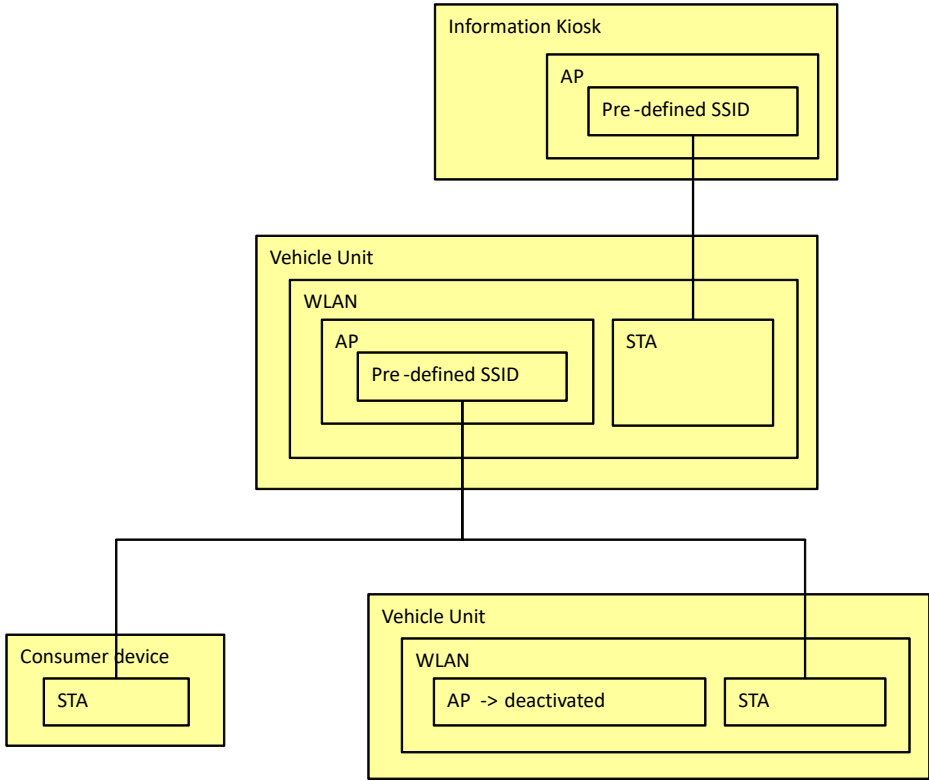 Information Kiosk
AP
Pre-defined SSID
Vehicle Unit
WLAN
AP
Pre-defined SSID
STA
Consumer device
STA
Vehicle Unit
WLAN
AP -> deactivated
STA